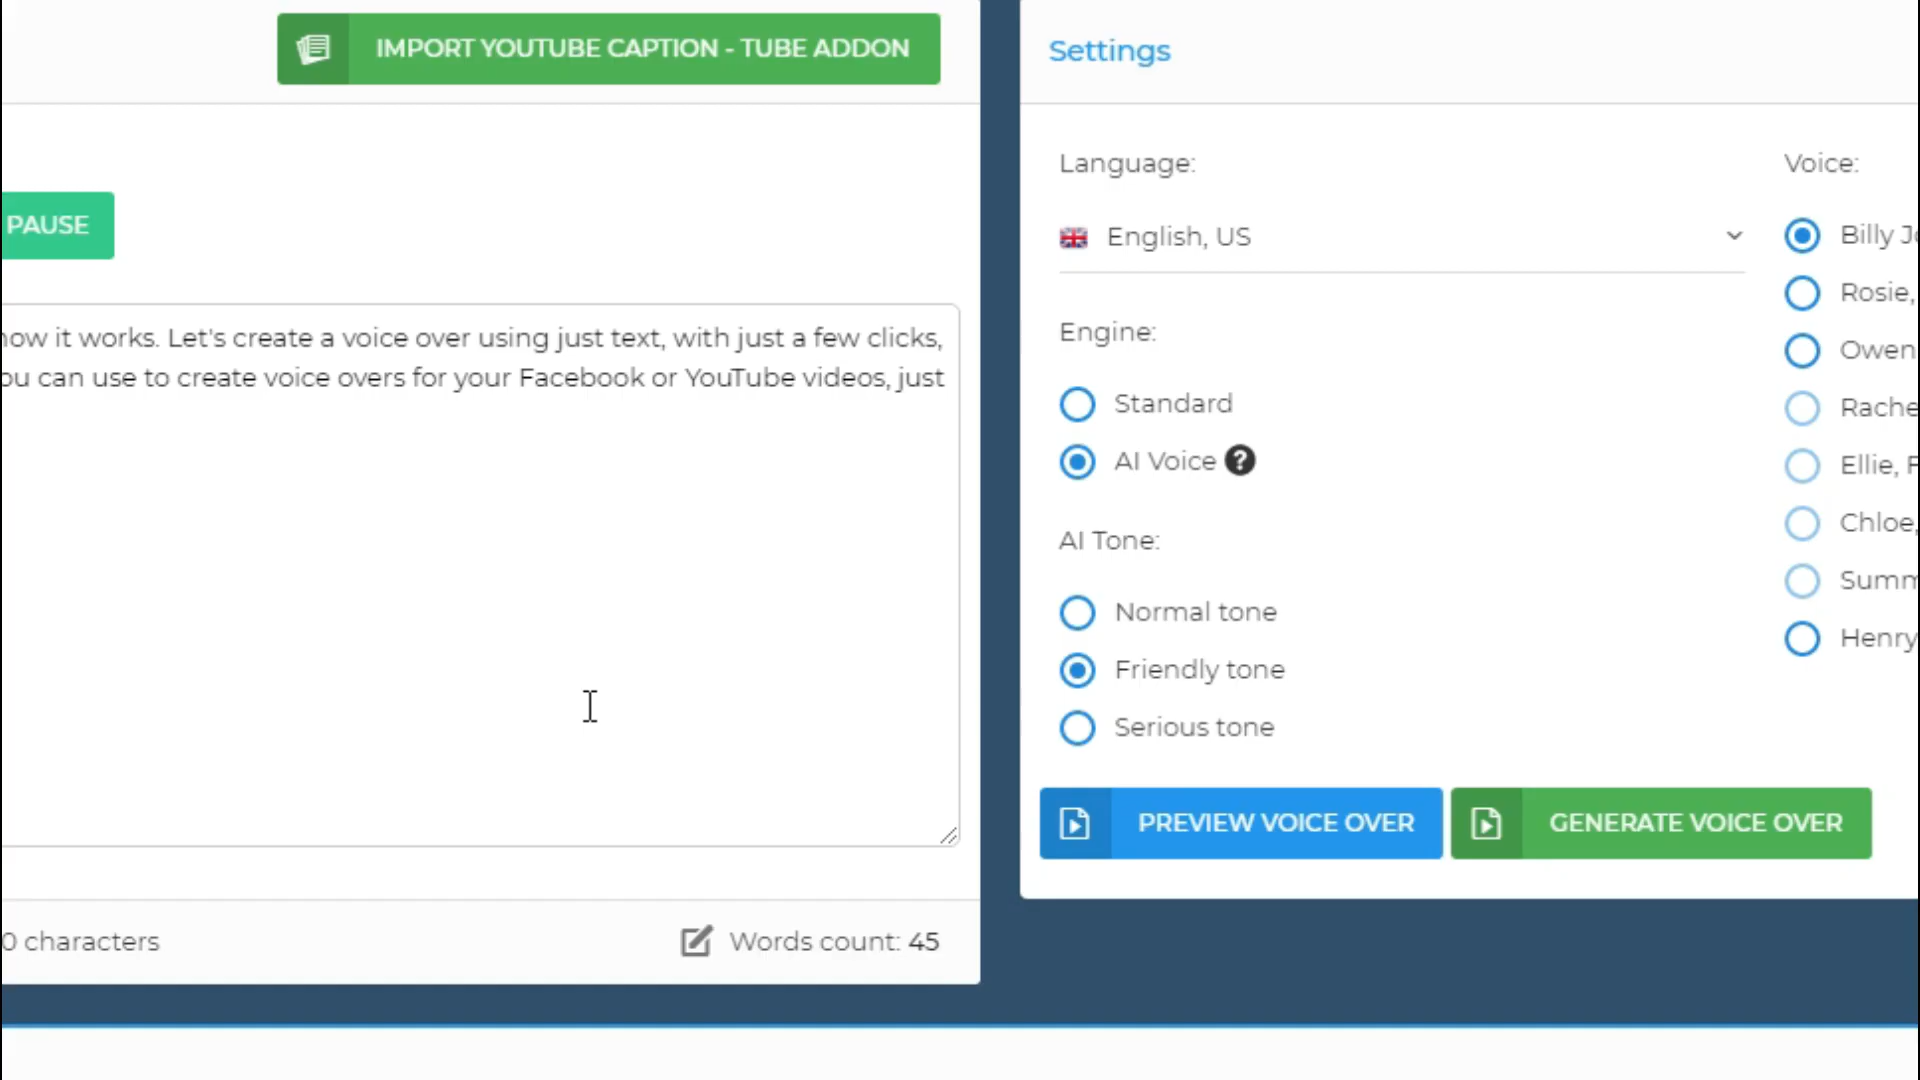 IMPORT YOUTUBE CAPTION - TUBE ADDON
PAUSE
it works. Let's create a voice over using just text, with just a few clicks,
can use to create voice overs for your Facebook or YouTube videos, just
0 characters
Words count: 45
Settings
Language:
English, US
Engine:
Standard
AI Voice ?
AI Tone:
Normal tone
Friendly tone
Serious tone
Voice:
Billy
Rosie,
Owen
Ellie,
Chloe,
Henry
PREVIEW VOICE OVER
GENERATE VOICE OVER